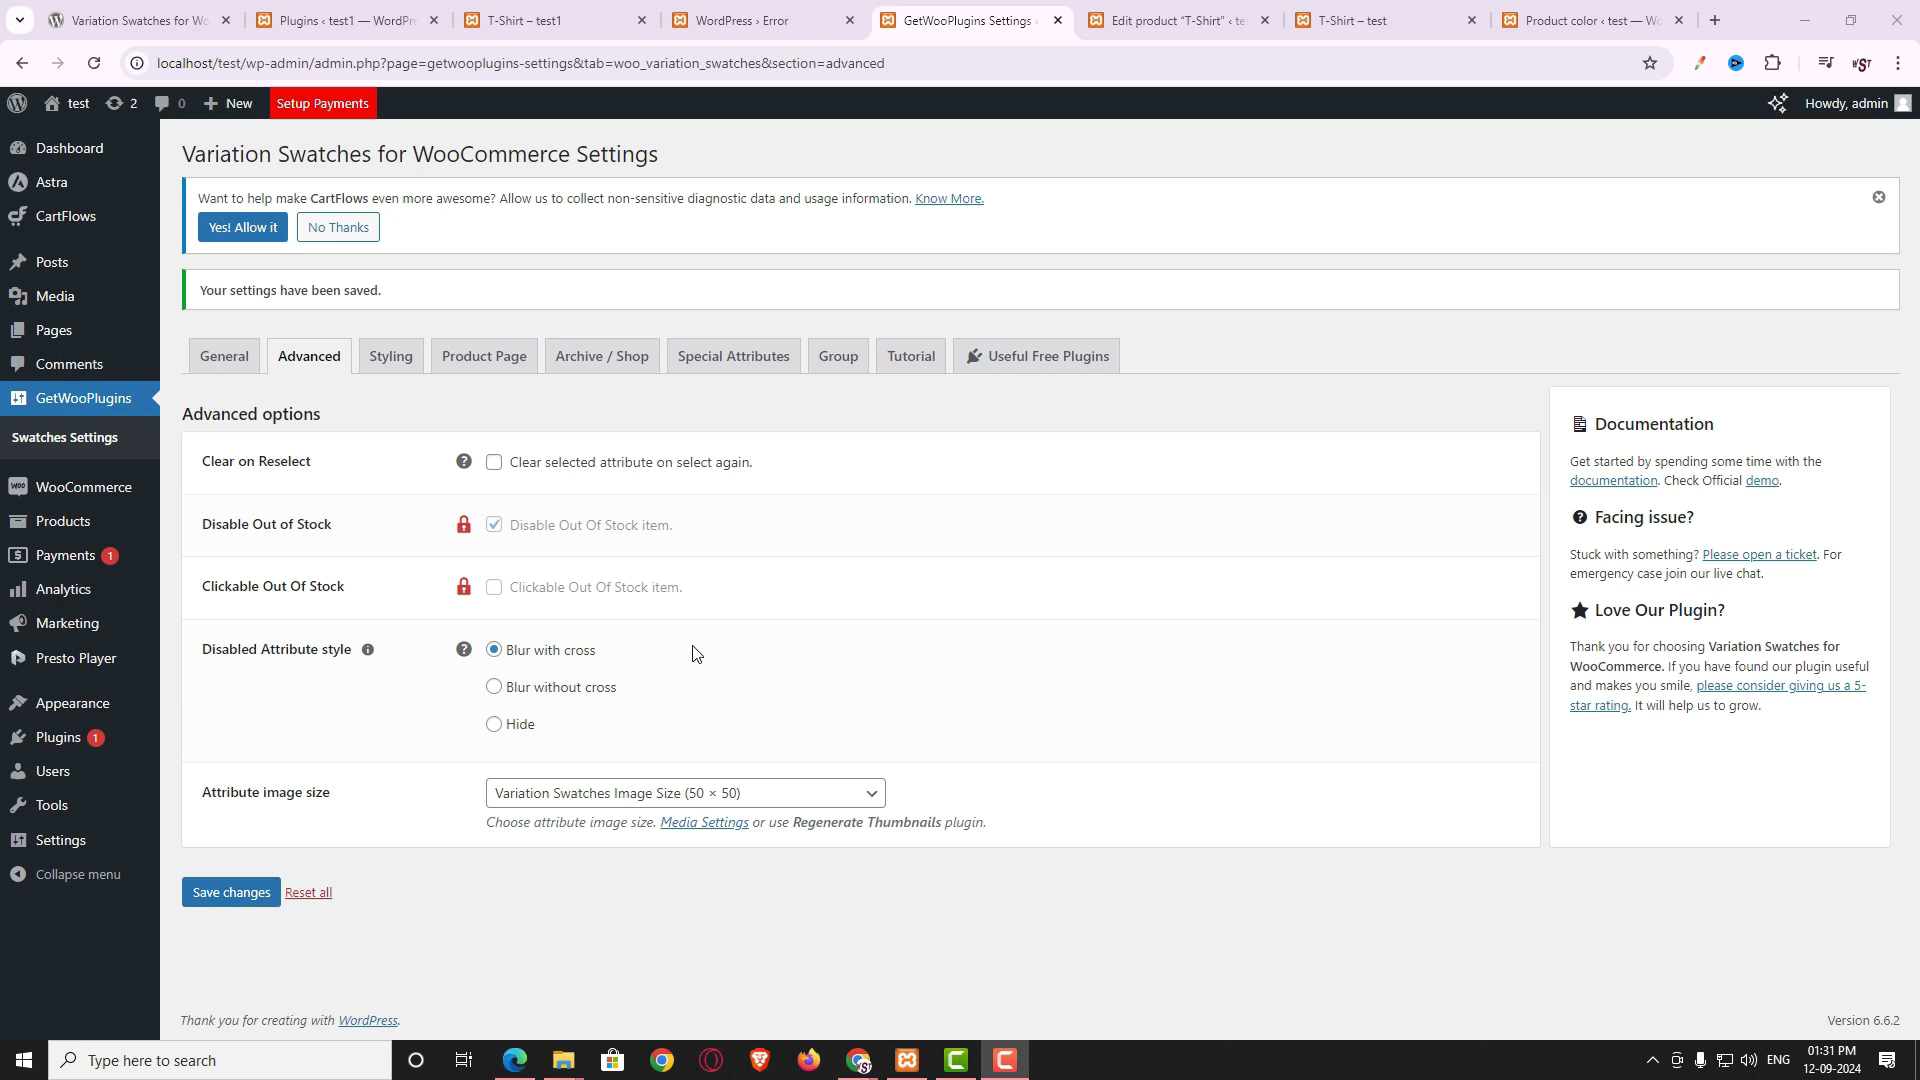 Variation Swatches for Wo
Plugins ‹ test1 — WordPre
T-Shirt – test1
WordPress › Error
GetWooPlugins Settings ‹
Edit product “T-Shirt” ‹ te
T-Shirt – test
Product color ‹ test — Wo
localhost/test/wp-admin/admin.php?page=getwooplugins-settings&tab=woo_variation_swatches&section=advanced
test
2
0
New
Setup Payments
Howdy, admin
Dashboard
Astra
CartFlows
Posts
Media
Pages
Comments
GetWooPlugins
Swatches Settings
WooCommerce
Products
Payments 1
Analytics
Marketing
Presto Player
Appearance
Plugins 1
Users
Tools
Settings
Collapse menu
Variation Swatches for WooCommerce Settings
Want to help make CartFlows even more awesome? Allow us to collect non-sensitive diagnostic data and usage information. Know More.
Yes! Allow it
No Thanks
Your settings have been saved.
General
Advanced
Styling
Product Page
Archive / Shop
Special Attributes
Group
Tutorial
Useful Free Plugins
Advanced options
Clear on Reselect
Clear selected attribute on select again.
Disable Out of Stock
Disable Out Of Stock item.
Clickable Out Of Stock
Clickable Out Of Stock item.
Disabled Attribute style
Blur with cross
Blur without cross
Hide
Attribute image size
Variation Swatches Image Size (50 × 50)
Choose attribute image size. Media Settings or use Regenerate Thumbnails plugin.
Save changes
Reset all
Documentation
Get started by spending some time with the
documentation. Check Official demo.
Facing issue?
Stuck with something? Please open a ticket. For
emergency case join our live chat.
Love Our Plugin?
Thank you for choosing Variation Swatches for
WooCommerce. If you have found our plugin useful
and makes you smile, please consider giving us a 5-
star rating. It will help us to grow.
Thank you for creating with WordPress.
Version 6.6.2
Type here to search
ENG
01:31 PM
12-09-2024